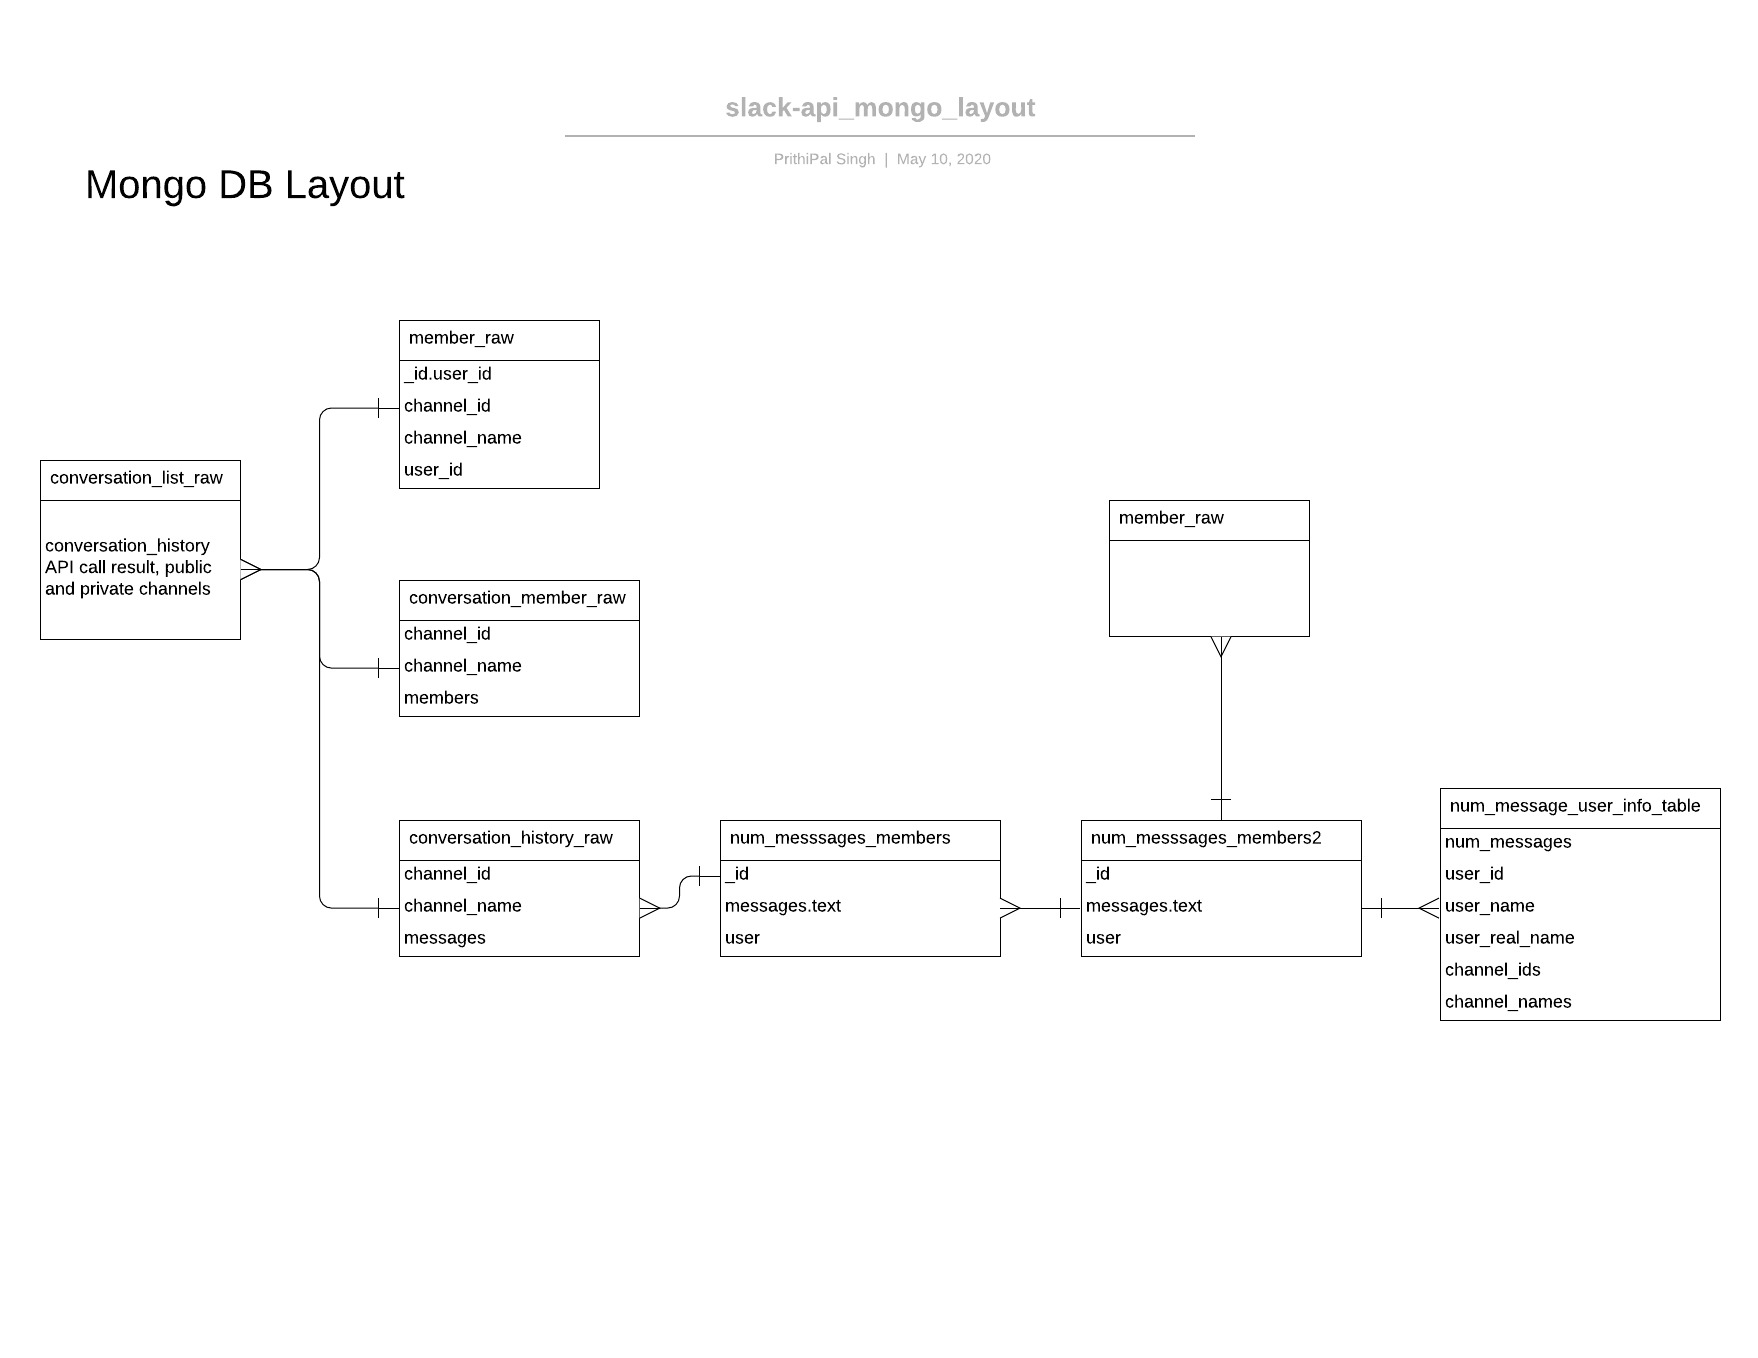 slack-api_mongo_layout
PrithiPal Singh | May 10, 2020
Mongo DB Layout
member_raw
_id.user_id
channel_id
channel_name
user_id
conversation_list_raw
conversation_history
API call result, public
and private channels
member_raw
conversation_member_raw
channel_id
channel_name
members
conversation_history_raw
channel_id
channel_name
messages
num_messsages_members
_id
messages.text
user
num_messsages_members2
_id
messages.text
user
num_message_user_info_table
num_messages
user_id
user_name
user_real_name
channel_ids
channel_names